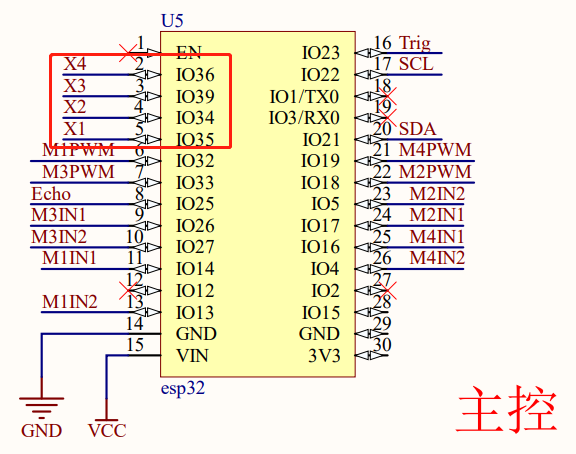 U5
1 EN IO23 16 Trig
X4 2 IO36 IO22 17 SCL
X3 3 IO39 IO1/TX0 18
X2 4 IO34 IO3/RX0 19
X1 5 IO35 IO21 20 SDA
M1PWM 6 IO32 IO19 21 M4PWM
M3PWM 7 IO33 IO18 22 M2PWM
Echo 8 IO25 IO5 23 M2IN2
M3IN1 9 IO26 IO17 24 M2IN1
M3IN2 10 IO27 IO16 25 M4IN1
M1IN1 11 IO14 IO4 26 M4IN2
12 IO12 IO2 27
M1IN2 13 IO13 IO15 28
14 GND GND 29
15 VIN 3V3 30
esp32
GND VCC
主控